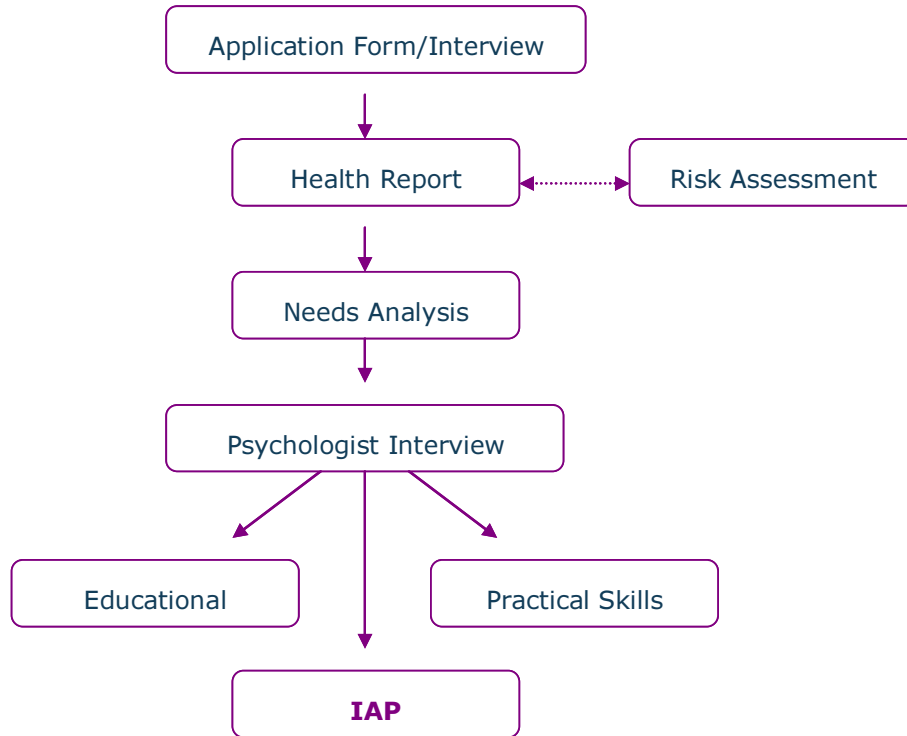 Application Form/Interview
Health Report
Risk Assessment
Needs Analysis
Psychologist Interview
Educational
Practical Skills
IAP